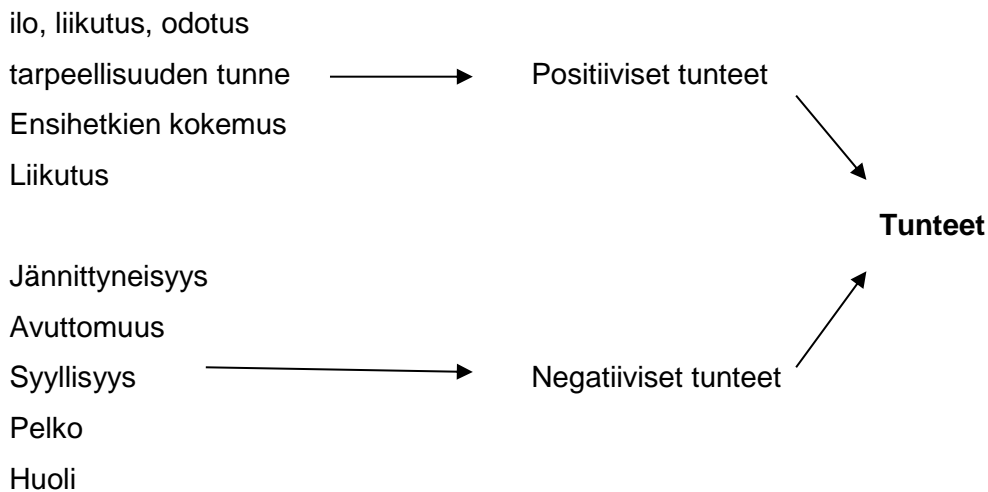 ilo, liikutus, odotus
tarpeellisuuden tunne
Positiiviset tunteet
Ensihetkien kokemus
Liikutus
Tunteet
Jännittyneisyys
Avuttomuus
Syyllisyys
Negatiiviset tunteet
Pelko
Huoli